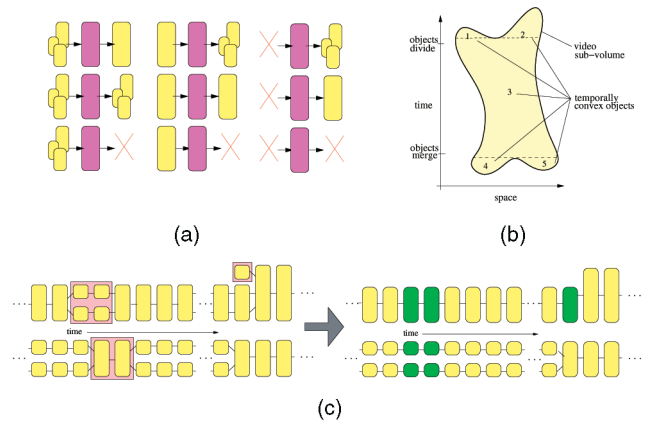 objects
divide
1
2
video
sub-volume
3
time
temporally
convex objects
objects
merge
4
5
space
(a)
(b)
...
...
...
time
...
...
...
...
...
...
time
...
...
...
(c)